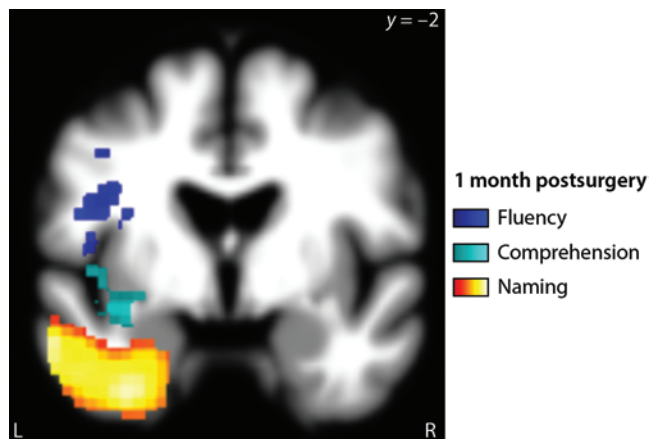 y = –2
1 month postsurgery
Fluency
Comprehension
Naming
L
R